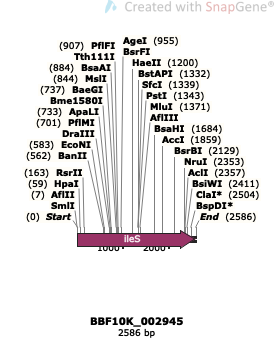 Created with SnapGene®
(907) PflFI
Tth111I
(884) BsaAI
(844) MslI
(737) BaeGI
Bme1580I
(733) ApaLI
(701) PflMI
DraIII
(583) EcoNI
(562) BanII
(163) RsrII
(59) HpaI
(7) AflII
SmlI
(0) Start
AgeI (955)
BsrFI
HaeII (1200)
BstAPI (1332)
SfcI (1339)
PstI (1343)
MluI (1371)
AflIII
BsaHI (1684)
AccI (1859)
BsrBI (2129)
NruI (2353)
AclI (2357)
BsiWI (2411)
ClaI* (2504)
BspDI*
End (2586)
ileS
1000
2000
BBF10K_002945
2586 bp